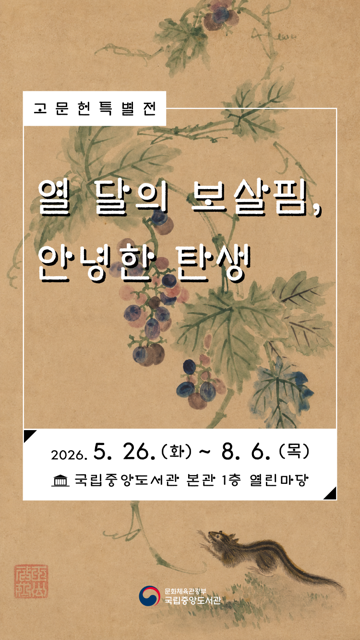 고문헌특별전
열 달의 보살핌,
안녕한 탄생
2026. 5. 26. (화) ~ 8. 6. (목)
국립중앙도서관 본관 1층 열린마당
문화체육관광부
국립중앙도서관